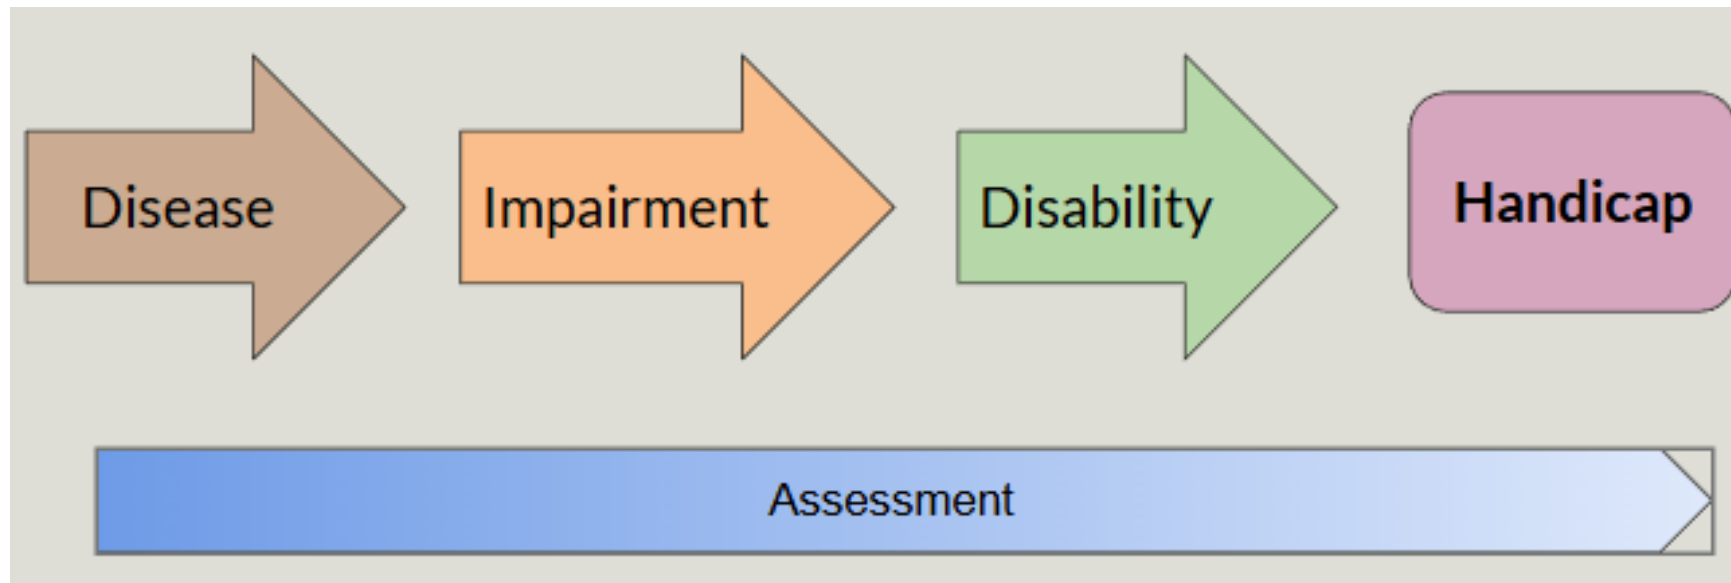 Disease
Impairment
Disability
Handicap
Assessment